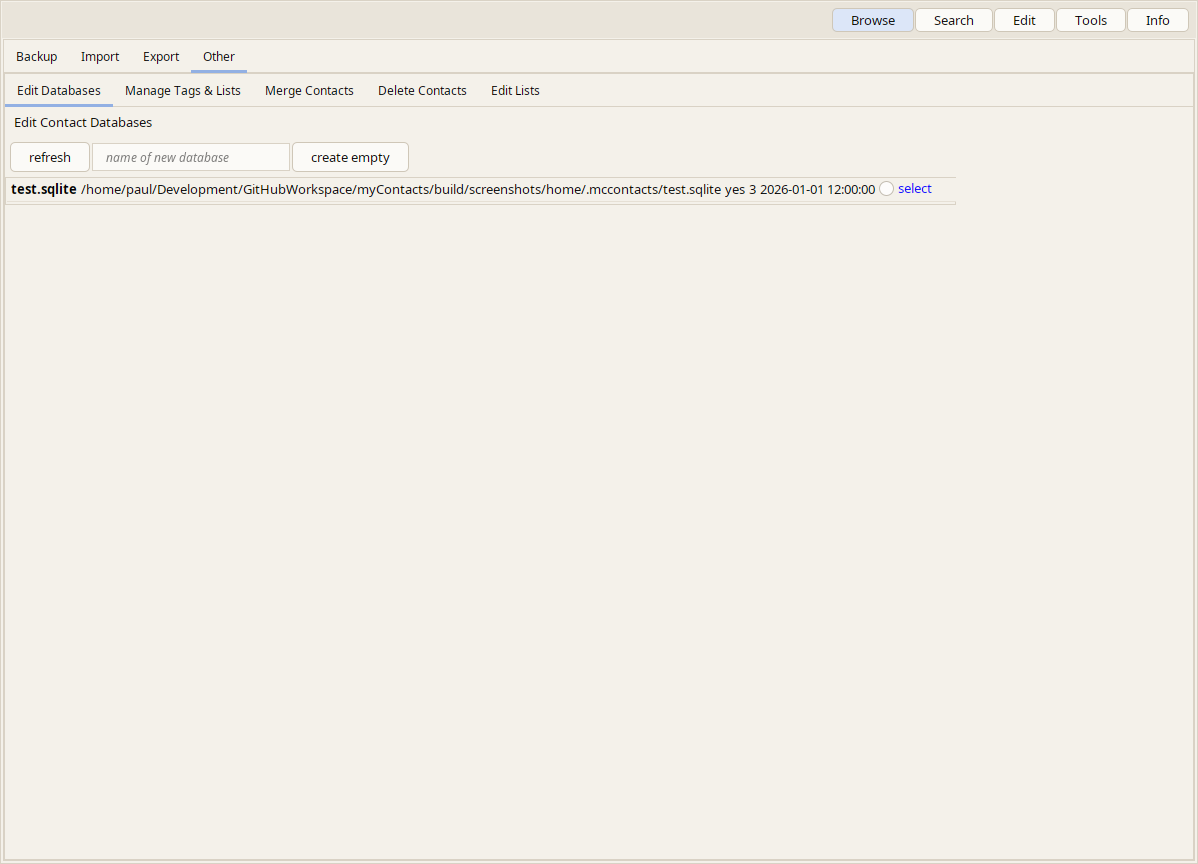 Browse Search Edit Tools Info
Backup Import Export Other
Edit Databases Manage Tags & Lists Merge Contacts Delete Contacts Edit Lists
Edit Contact Databases
refresh name of new database create empty
test.sqlite /home/paul/Development/GitHubWorkspace/myContacts/build/screenshots/home/.mccontacts/test.sqlite yes 3 2026-01-01 12:00:00 select